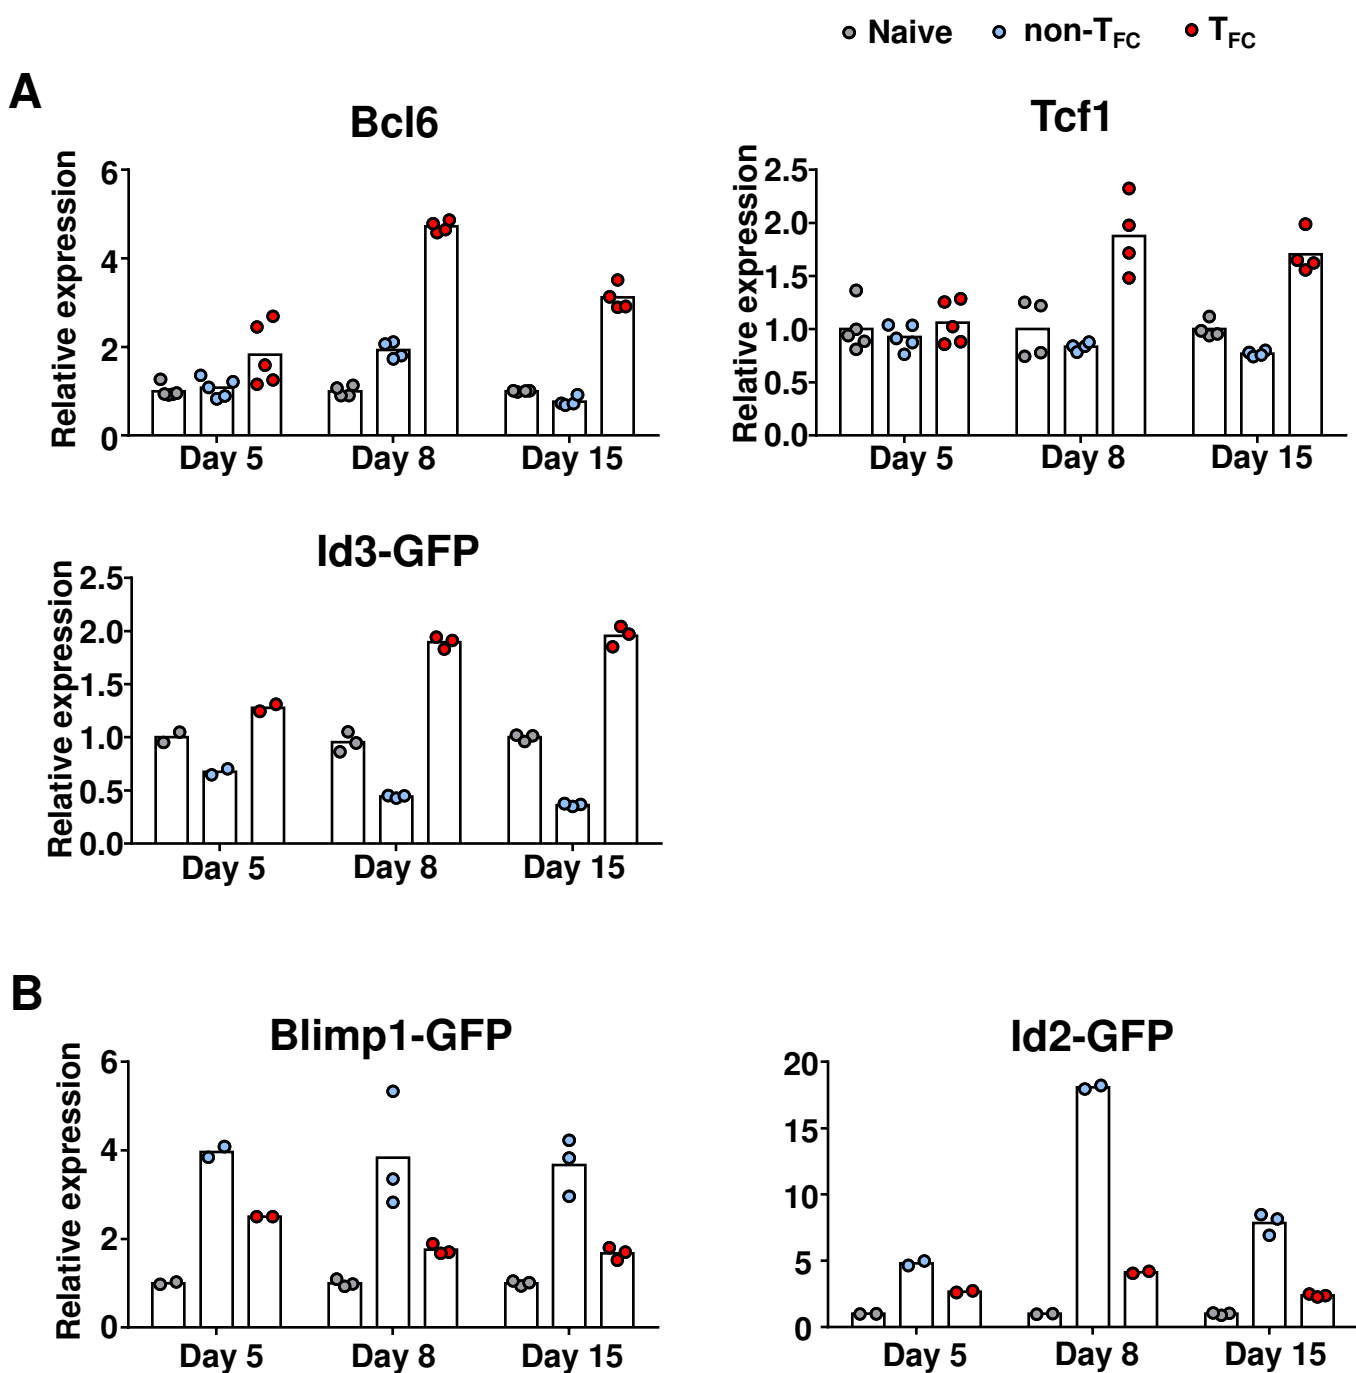 Naive non-TFC TFC
A
Bcl6
Relative expression
6
4
2
0
Day 5 Day 8 Day 15
Tcf1
Relative expression
2.5
2.0
1.5
1.0
0.5
0.0
Day 5 Day 8 Day 15
Id3-GFP
Relative expression
2.5
2.0
1.5
1.0
0.5
0.0
Day 5 Day 8 Day 15
B
Blimp1-GFP
Relative expression
6
4
2
0
Day 5 Day 8 Day 15
Id2-GFP
20
15
10
5
0
Day 5 Day 8 Day 15